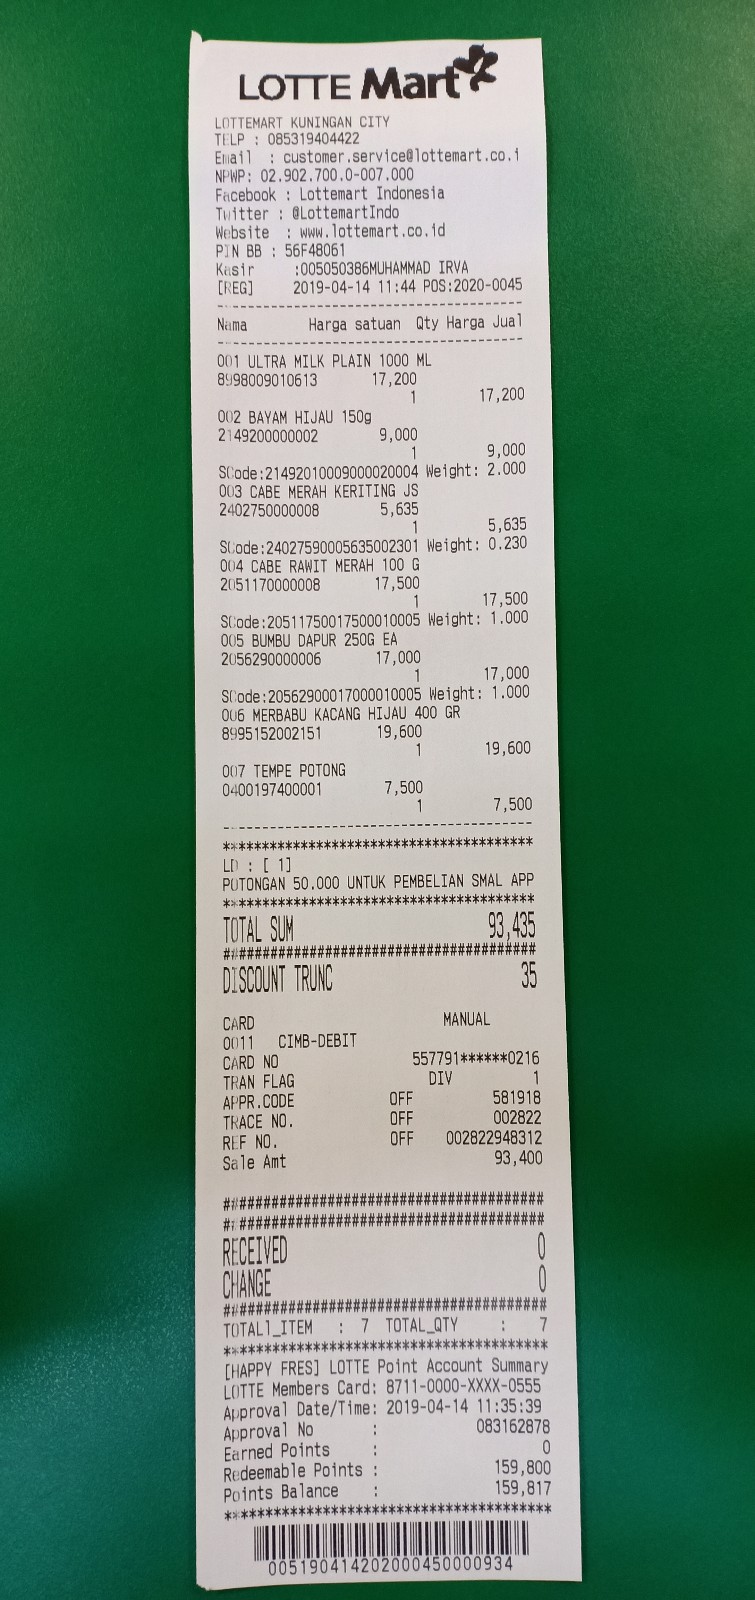 LOTTE Mart
LOTTEMART KUNINGAN CITY
TELP : 085319404422
Email : customer.service@lottemart.co.i
NPWP: 02.902.700.0-007.000
Facebook : Lottemart Indonesia
Twitter : @LottemartIndo
Website : www.lottemart.co.id
PIN BB : 56F48061
Kasir :005050386MUHAMMAD IRVA
[REG] 2019-04-14 11:44 POS:2020-0045
----------------------------------------
Nama Harga satuan Qty Harga Jual
----------------------------------------
001 ULTRA MILK PLAIN 1000 ML
8998009010613 17,200
1 17,200
002 BAYAM HIJAU 150g
2149200000002 9,000
1 9,000
SCode:21492010009000020004 Weight: 2.000
003 CABE MERAH KERITING JS
2402750000008 5,635
1 5,635
SCode:24027590005635002301 Weight: 0.230
004 CABE RAWIT MERAH 100 G
2051170000008 17,500
1 17,500
SCode:20511750017500010005 Weight: 1.000
005 BUMBU DAPUR 250G EA
2056290000006 17,000
1 17,000
SCode:20562900017000010005 Weight: 1.000
006 MERBABU KACANG HIJAU 400 GR
8995152002151 19,600
1 19,600
007 TEMPE POTONG
0400197400001 7,500
1 7,500
----------------------------------------
****************************************
LD : [ 1]
POTONGAN 50.000 UNTUK PEMBELIAN SMAL APP
****************************************
TOTAL SUM 93,435
########################################
DISCOUNT TRUNC 35
CARD MANUAL
0011 CIMB-DEBIT
CARD NO 557791******0216
TRAN FLAG DIV 1
APPR.CODE OFF 581918
TRACE NO. OFF 002822
REF NO. OFF 002822948312
Sale Amt 93,400
########################################
########################################
RECEIVED 0
CHANGE 0
########################################
TOTAL1_ITEM : 7 TOTAL_QTY : 7
****************************************
[HAPPY FRES] LOTTE Point Account Summary
LOTTE Members Card: 8711-0000-XXXX-0555
Approval Date/Time: 2019-04-14 11:35:39
Approval No : 083162878
Earned Points : 0
Redeemable Points : 159,800
Points Balance : 159,817
****************************************
0051904142020004500000934